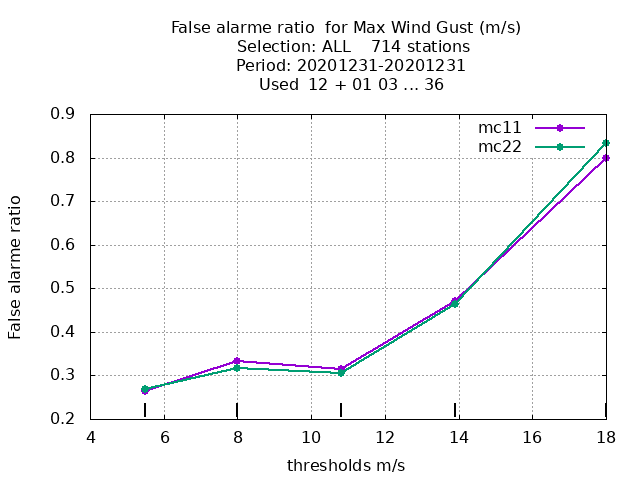 False alarme ratio for Max Wind Gust (m/s)
Selection: ALL 714 stations
Period: 20201231-20201231
Used 12 + 01 03 ... 36
mc11
mc22
0.9
0.8
0.7
0.6
0.5
0.4
0.3
0.2
False alarme ratio
4 6 8 10 12 14 16 18
thresholds m/s